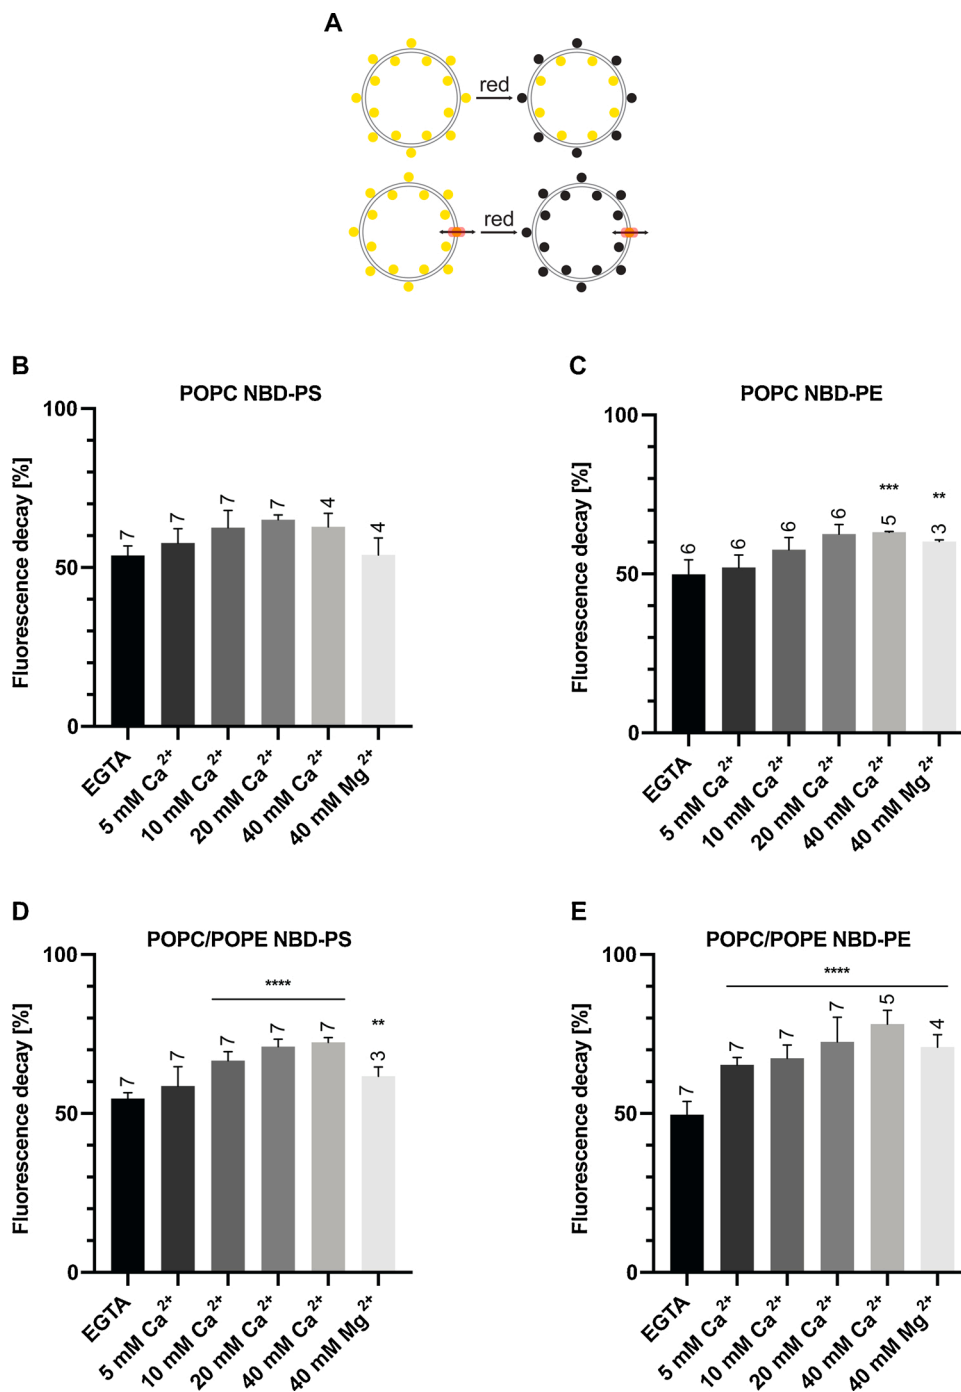 A
red
red
B
POPC NBD-PS
Fluorescence decay [%]
100
50
0
7
7
7
7
4
4
EGTA
5 mM Ca 2+
10 mM Ca 2+
20 mM Ca 2+
40 mM Ca 2+
40 mM Mg 2+
C
POPC NBD-PE
Fluorescence decay [%]
100
50
0
6
6
6
6
***
5
**
3
EGTA
5 mM Ca 2+
10 mM Ca 2+
20 mM Ca 2+
40 mM Ca 2+
40 mM Mg 2+
D
POPC/POPE NBD-PS
Fluorescence decay [%]
100
50
0
****
7
7
7
7
7
**
3
EGTA
5 mM Ca 2+
10 mM Ca 2+
20 mM Ca 2+
40 mM Ca 2+
40 mM Mg 2+
E
POPC/POPE NBD-PE
Fluorescence decay [%]
100
50
0
****
7
7
7
7
5
4
EGTA
5 mM Ca 2+
10 mM Ca 2+
20 mM Ca 2+
40 mM Ca 2+
40 mM Mg 2+